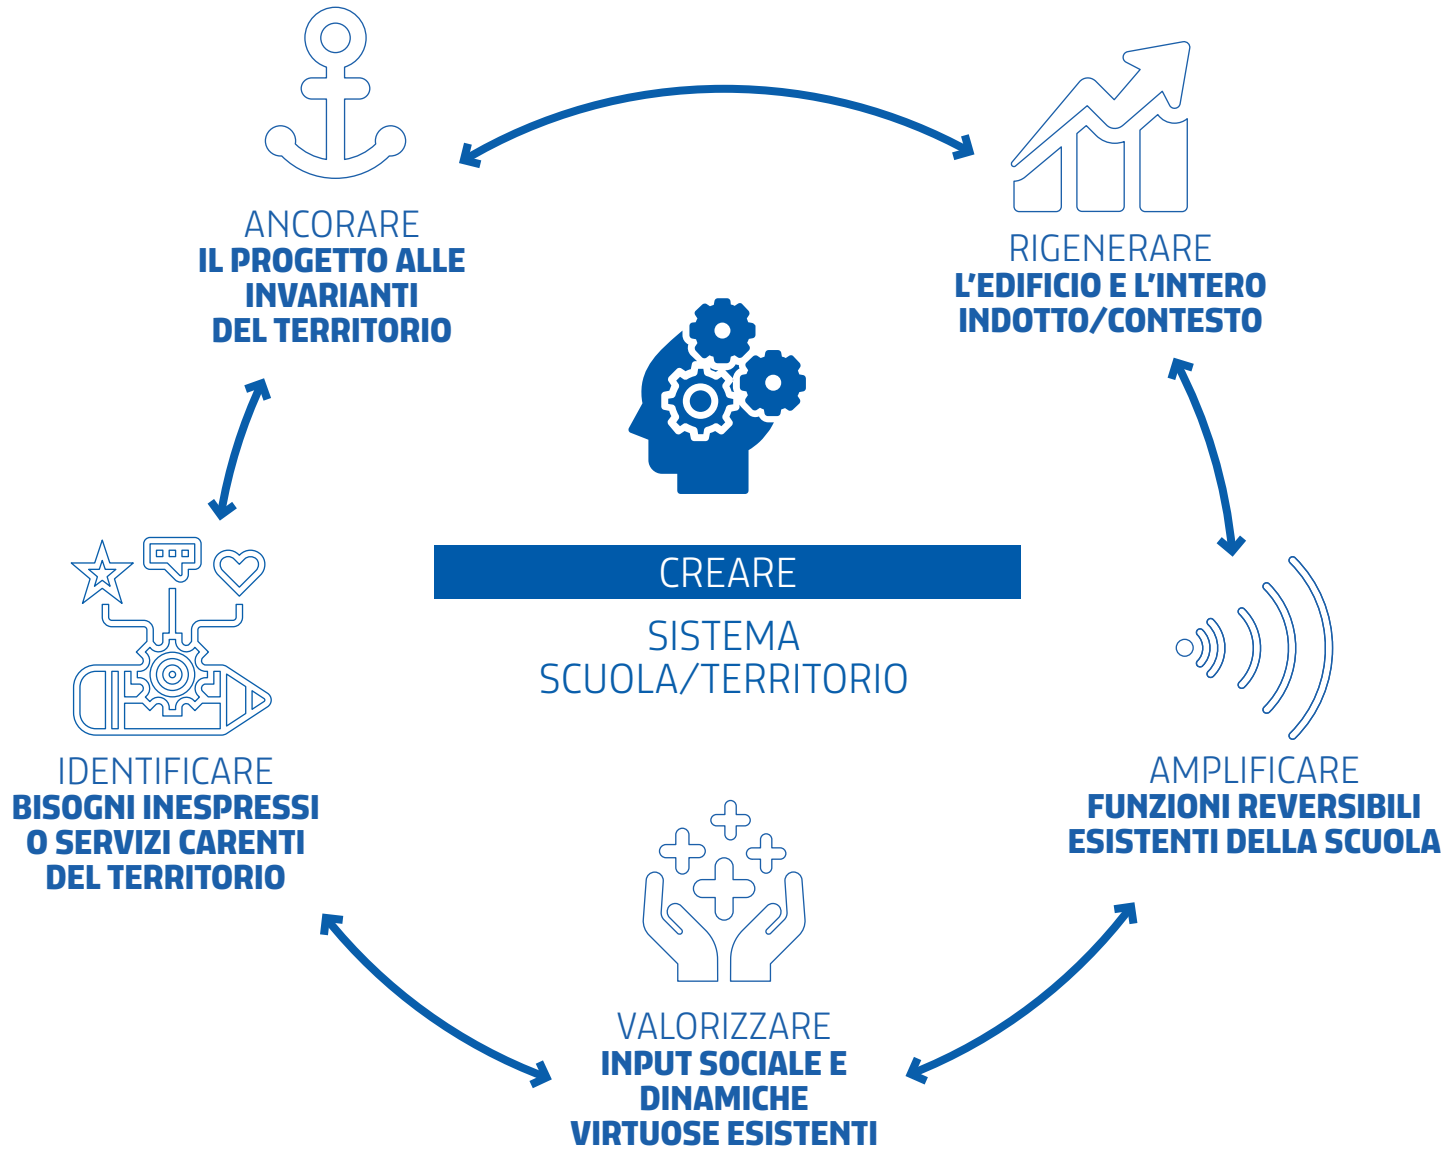 ANCORARE
IL PROGETTO ALLE
INVARIANTI
DEL TERRITORIO
RIGENERARE
L'EDIFICIO E L'INTERO
INDOTTO/CONTESTO
CREARE
SISTEMA
SCUOLA/TERRITORIO
IDENTIFICARE
BISOGNI INESPRESSI
O SERVIZI CARENTI
DEL TERRITORIO
AMPLIFICARE
FUNZIONI REVERSIBILI
ESISTENTI DELLA SCUOLA
VALORIZZARE
INPUT SOCIALE E
DINAMICHE
VIRTUOSE ESISTENTI